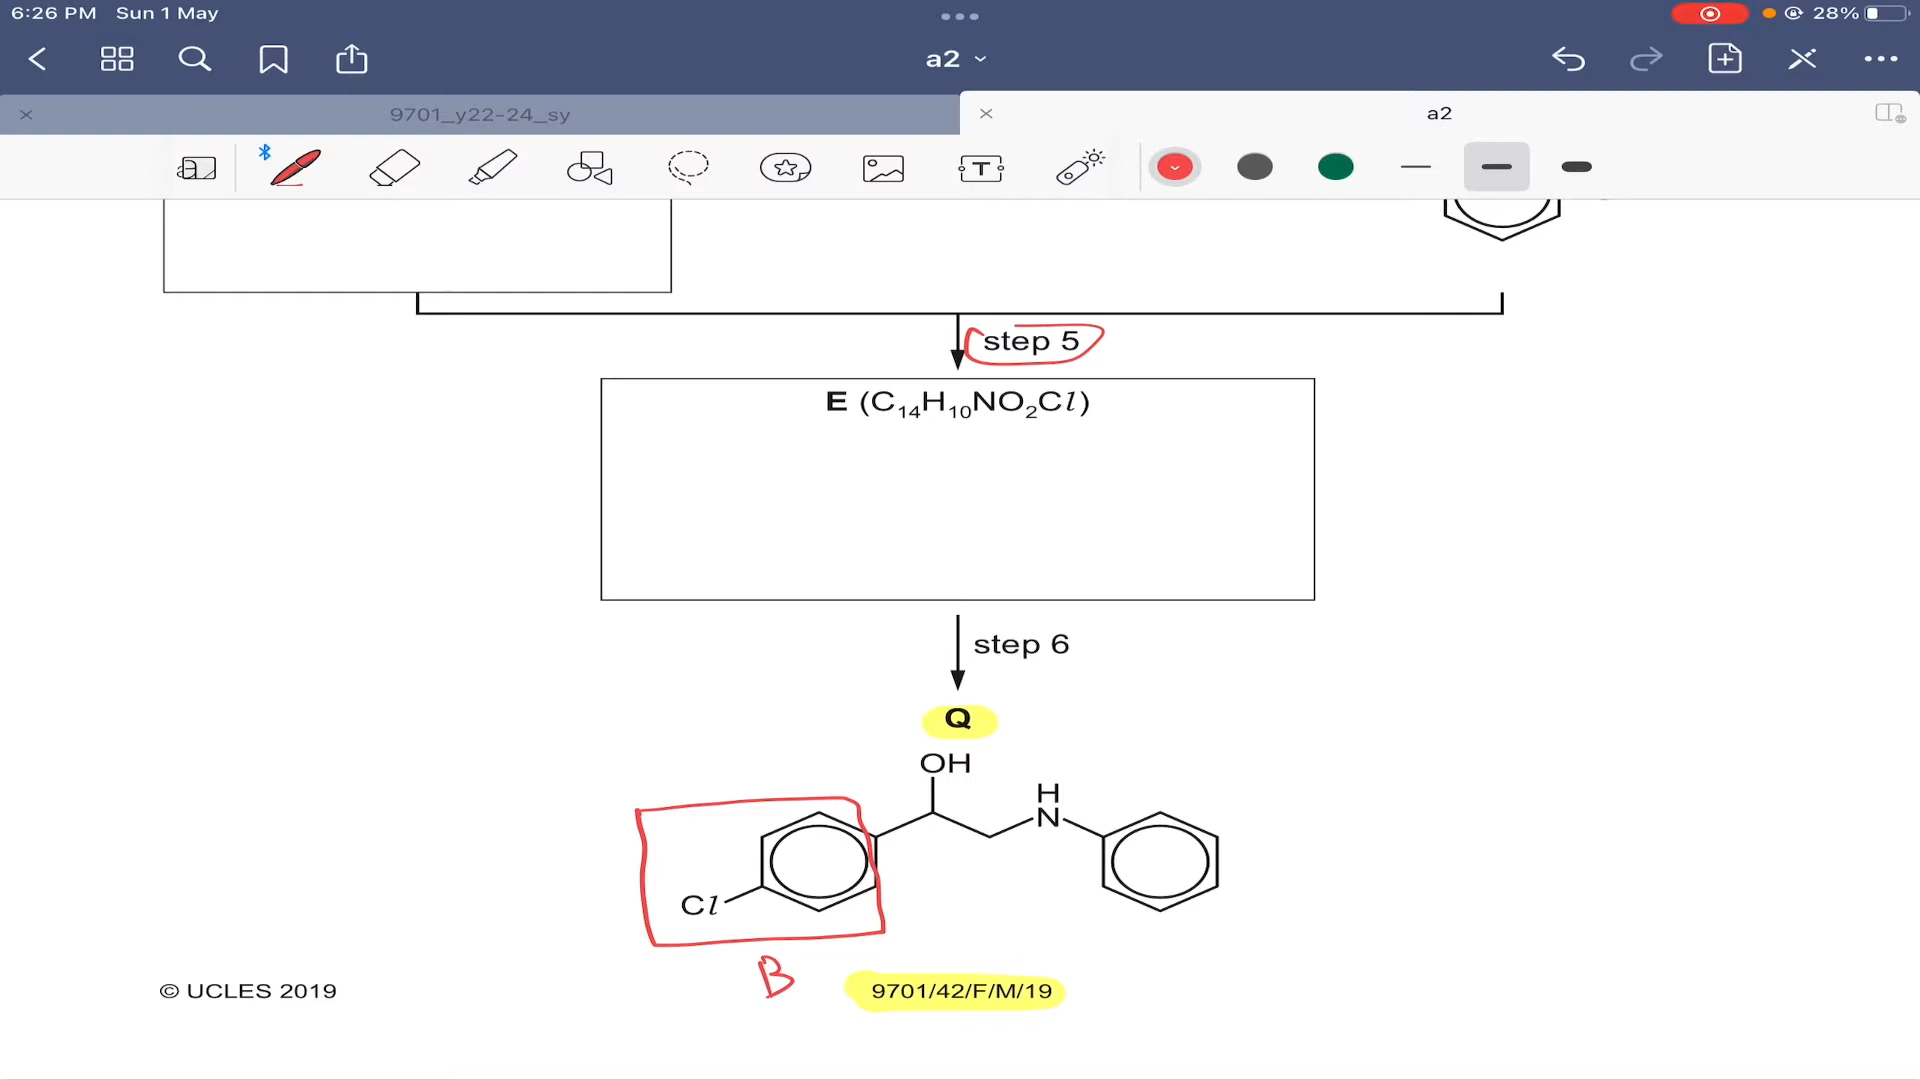 6:26 PM Sun 1 May
28%
a2
9701_y22-24_sy
a2
step 5
E (C₁₄H₁₀NO₂Cl)
step 6
Q
OH
H
N
Cl
B
© UCLES 2019
9701/42/F/M/19